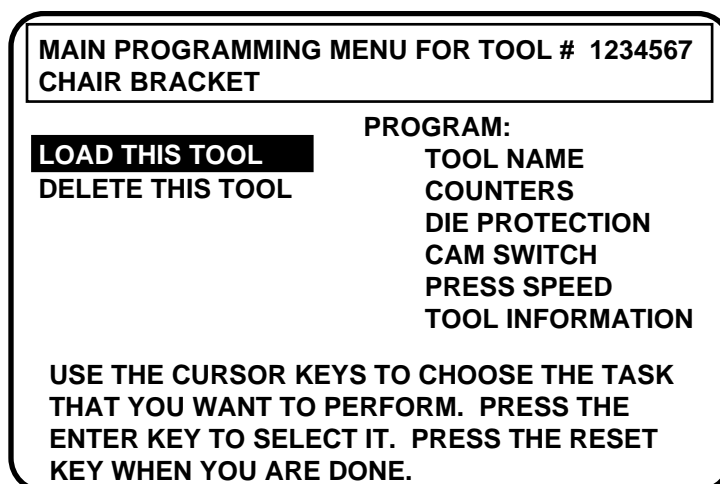 MAIN PROGRAMMING MENU FOR TOOL # 1234567
CHAIR BRACKET
LOAD THIS TOOL
DELETE THIS TOOL
PROGRAM:
TOOL NAME
COUNTERS
DIE PROTECTION
CAM SWITCH
PRESS SPEED
TOOL INFORMATION
USE THE CURSOR KEYS TO CHOOSE THE TASK
THAT YOU WANT TO PERFORM. PRESS THE
ENTER KEY TO SELECT IT. PRESS THE RESET
KEY WHEN YOU ARE DONE.